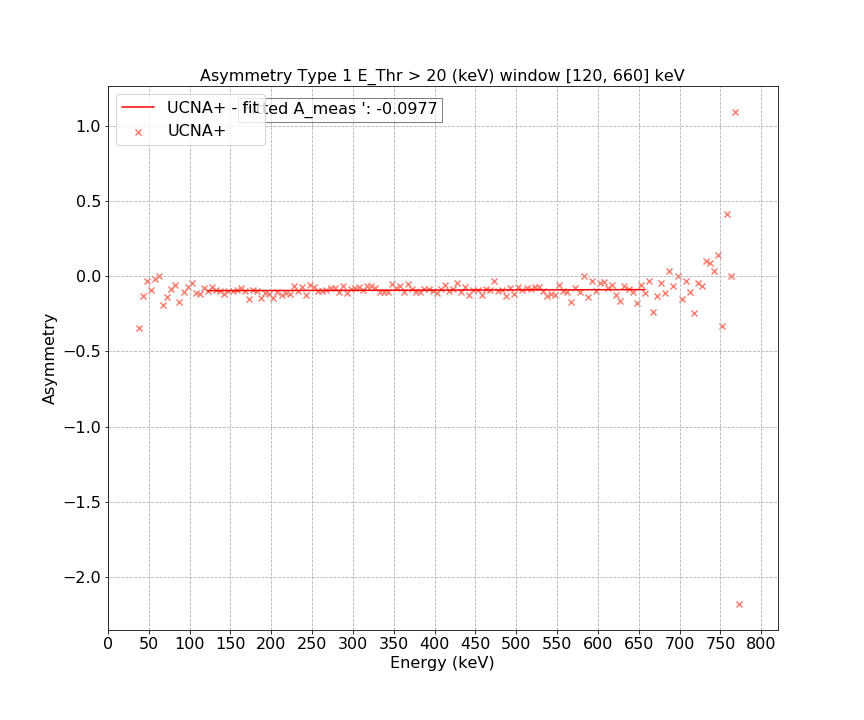 Asymmetry Type 1 E_Thr > 20 (keV) window [120, 660] keV
UCNA+ - fit
tted A_meas ': -0.0977
UCNA+
1.0
0.5
0.0
−0.5
−1.0
−1.5
−2.0
Asymmetry
0 50 100 150 200 250 300 350 400 450 500 550 600 650 700 750 800
Energy (keV)